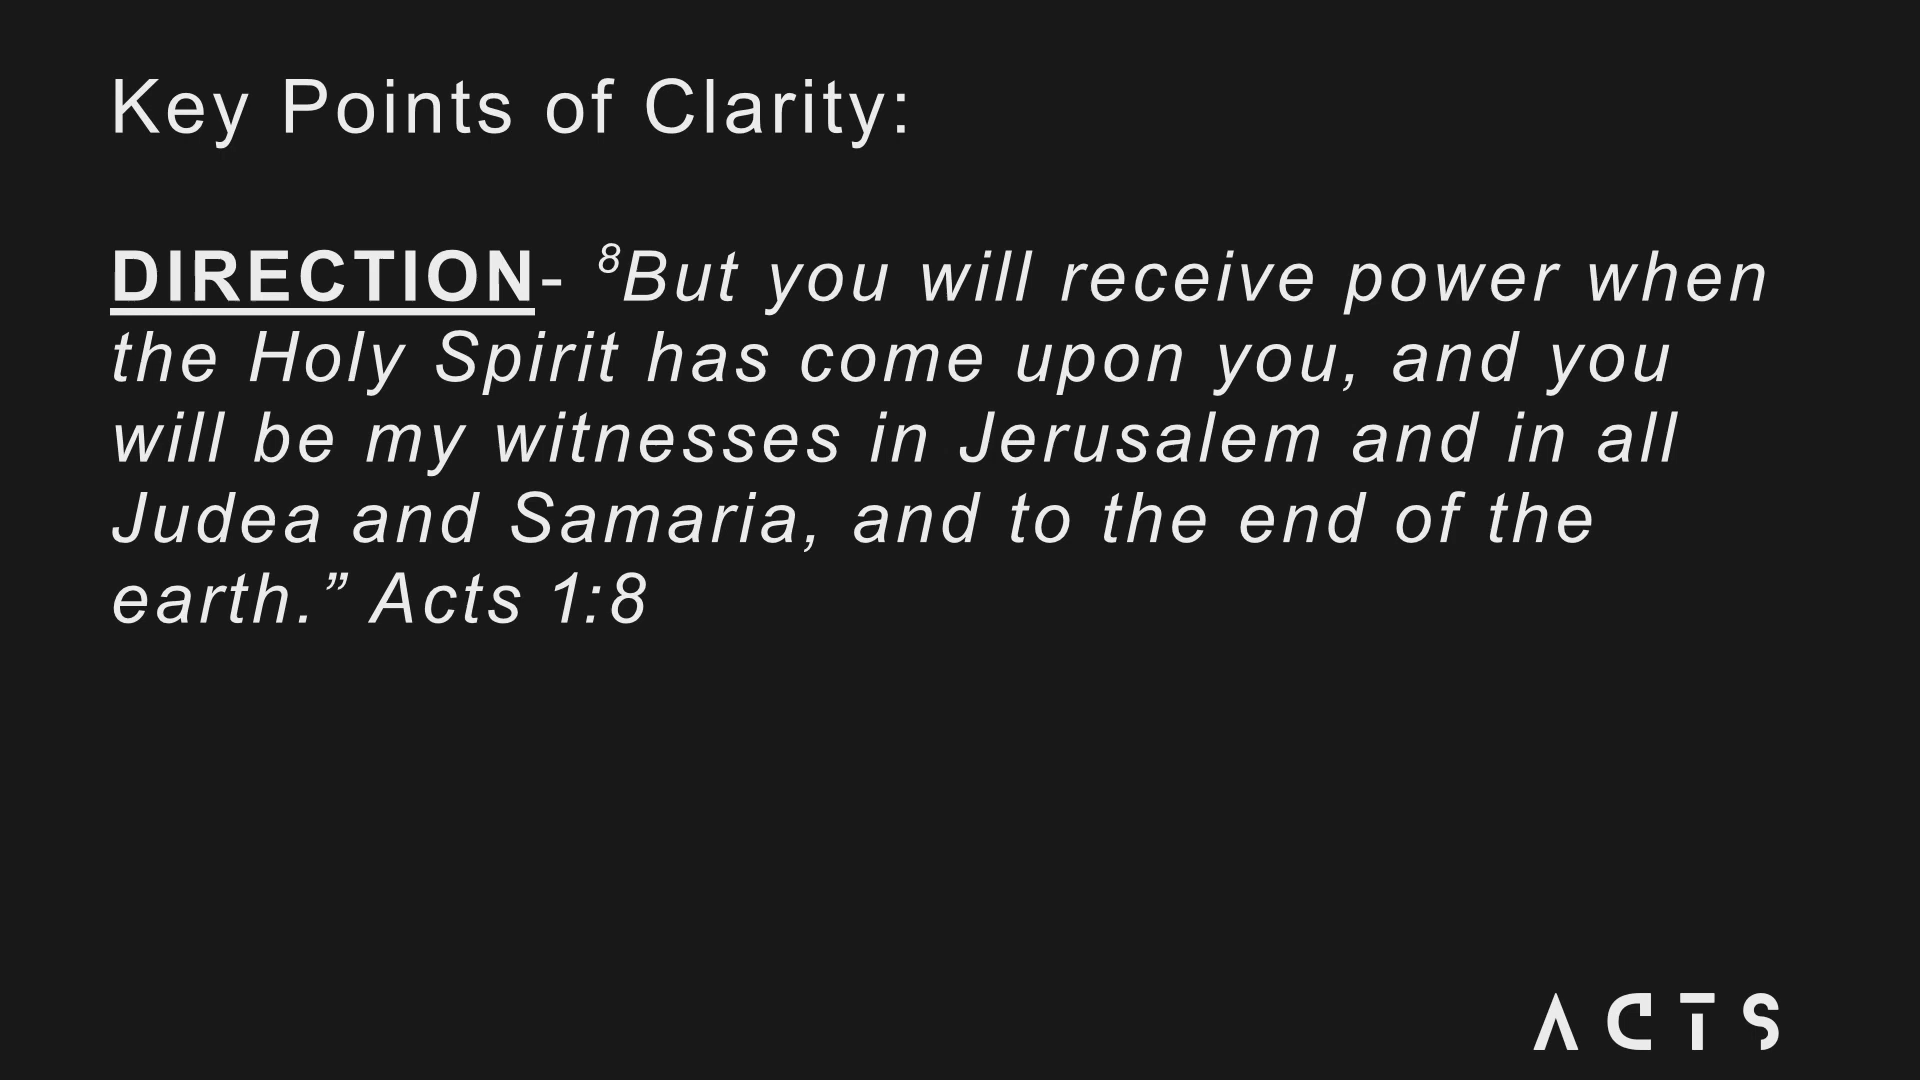 Key Points of Clarity:
DIRECTION- ⁸But you will receive power when
the Holy Spirit has come upon you, and you
will be my witnesses in Jerusalem and in all
Judea and Samaria, and to the end of the
earth.” Acts 1:8
ACTS